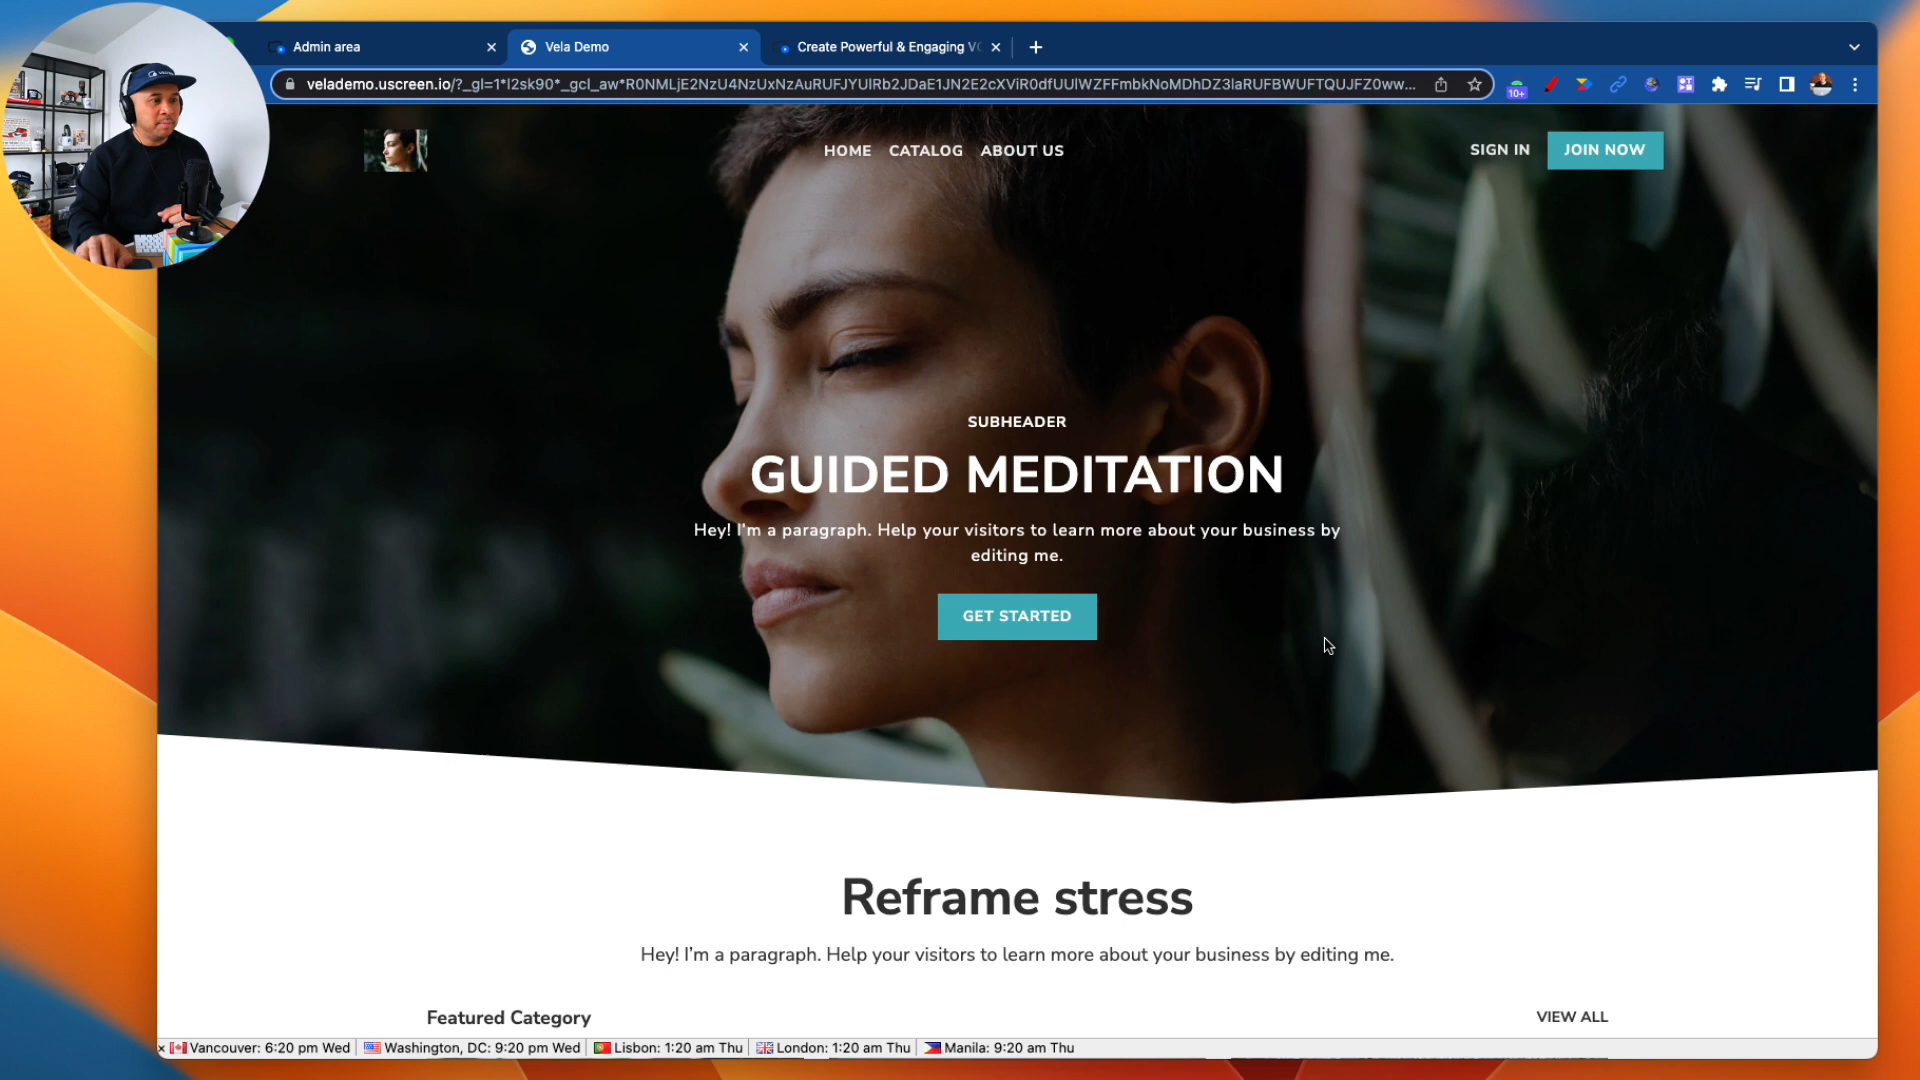 Admin area
Vela Demo
Create Powerful & Engaging VO
velademo.uscreen.io/?_gl=1*l2sk90*_gcl_aw*R0NMLjE2NzU4NzUxNzAuRUFJYUlRb2JDaE1JN2E2cXViR0dfUUlWZFFmbkNoMDhDZ3laRUFBWUFTQUJFZ0ww...
10+
HOME CATALOG ABOUT US
SIGN IN JOIN NOW
SUBHEADER
GUIDED MEDITATION
Hey! I'm a paragraph. Help your visitors to learn more about your business by
editing me.
GET STARTED
Reframe stress
Hey! I'm a paragraph. Help your visitors to learn more about your business by editing me.
Featured Category VIEW ALL
Vancouver: 6:20 pm Wed Washington, DC: 9:20 pm Wed Lisbon: 1:20 am Thu London: 1:20 am Thu Manila: 9:20 am Thu